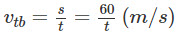 v_{tb} = \frac{s}{t} = \frac{60}{t} (m/s)